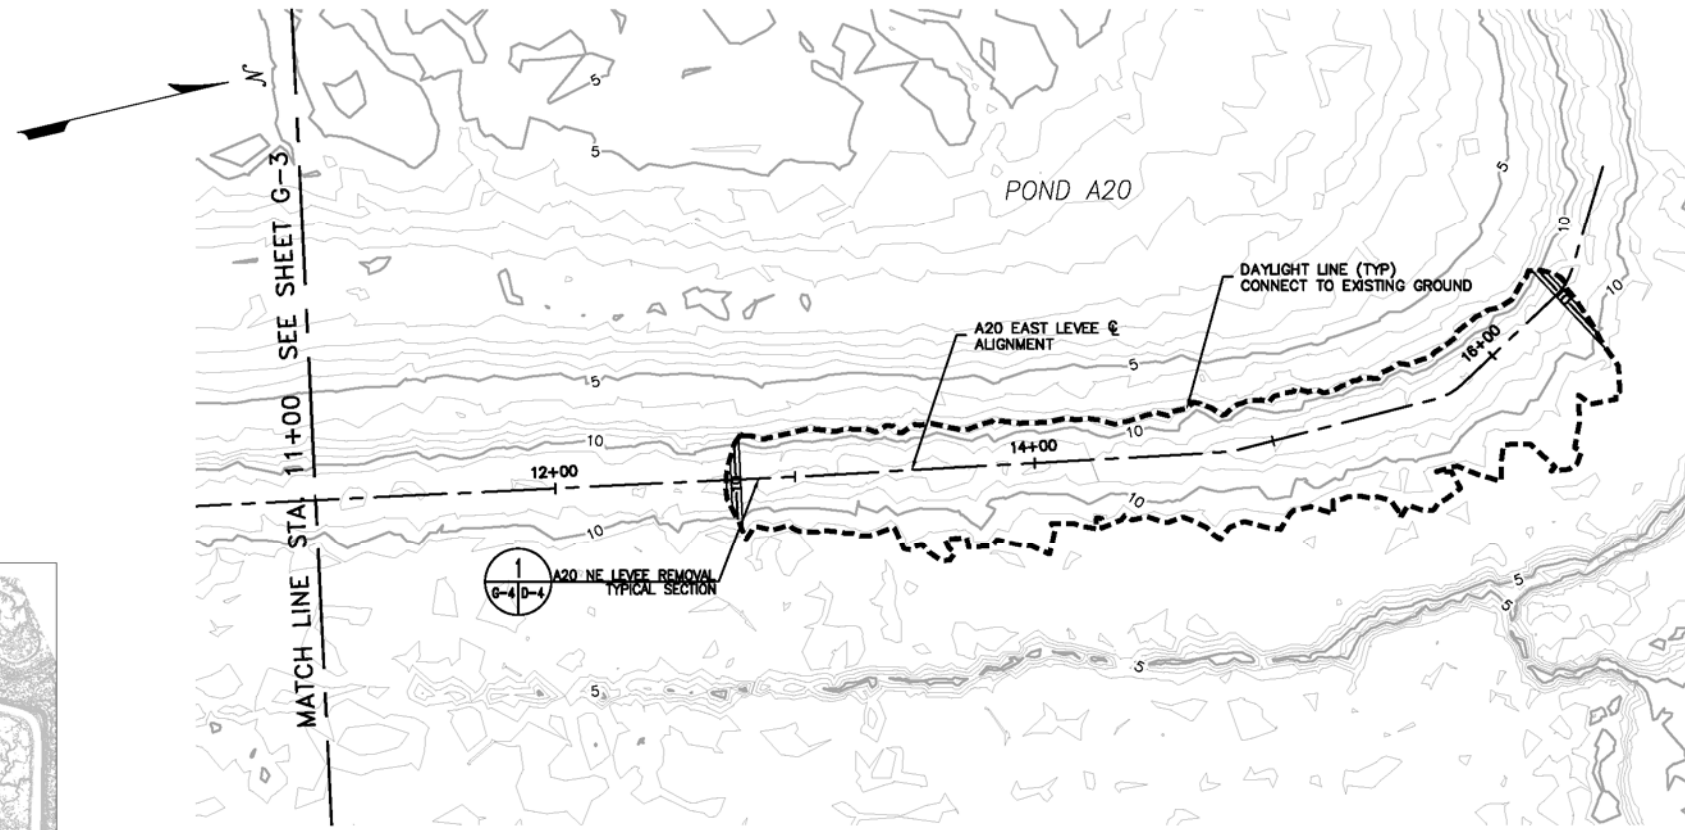 N
MATCH LINE STA. 11+00 SEE SHEET G-3
5
5
POND A20
5
10
10
DAYLIGHT LINE (TYP)
CONNECT TO EXISTING GROUND
A20 EAST LEVEE ℄
ALIGNMENT
16+00
5
5
10
10
12+00
14+00
10
10
1
G-4 D-4
A20 NE LEVEE REMOVAL
TYPICAL SECTION
5
5
5
5